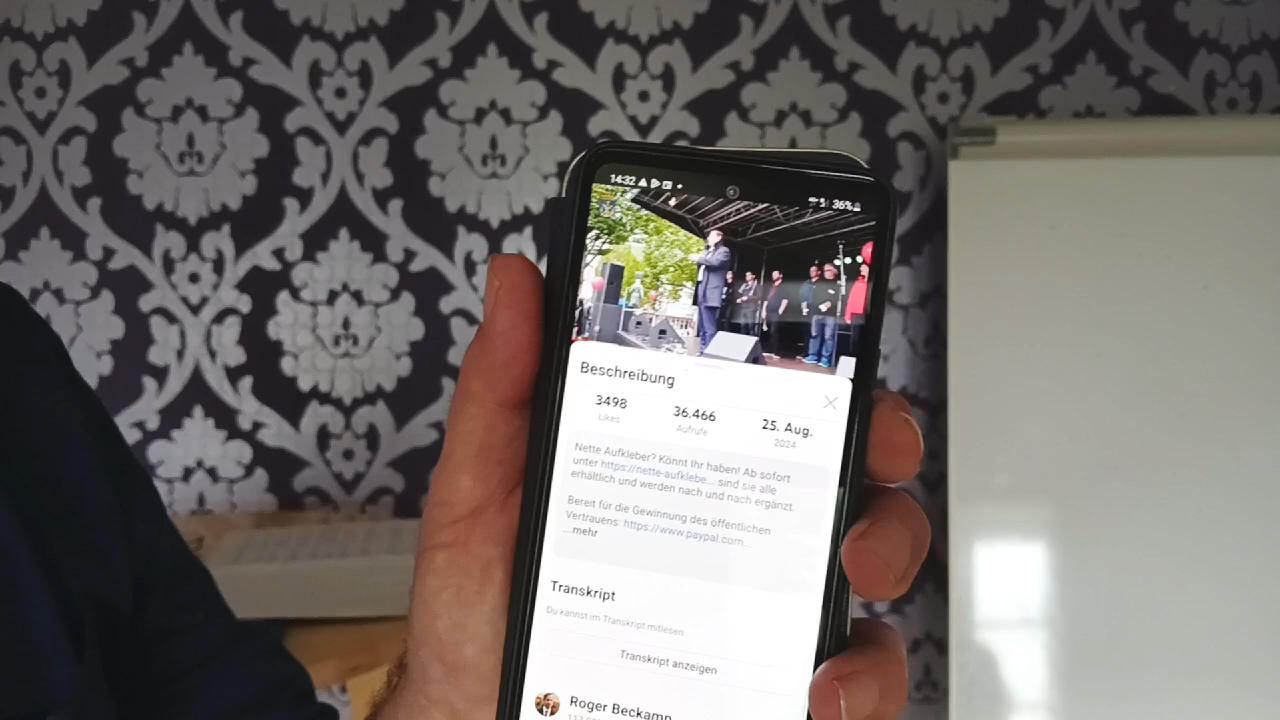 14:32
36%
Beschreibung
3498
36.466
25. Aug.
Likes
Aufrufe
2024
Nette Aufkleber? Könnt Ihr haben! Ab sofort
unter https://nette-aufklebe... sind sie alle
erhältlich und werden nach und nach ergänzt.
Bereit für die Gewinnung des öffentlichen
Vertrauens: https://www.paypal.com...
...mehr
Transkript
Du kannst im Transkript mitlesen.
Transkript anzeigen
Roger Beckamp